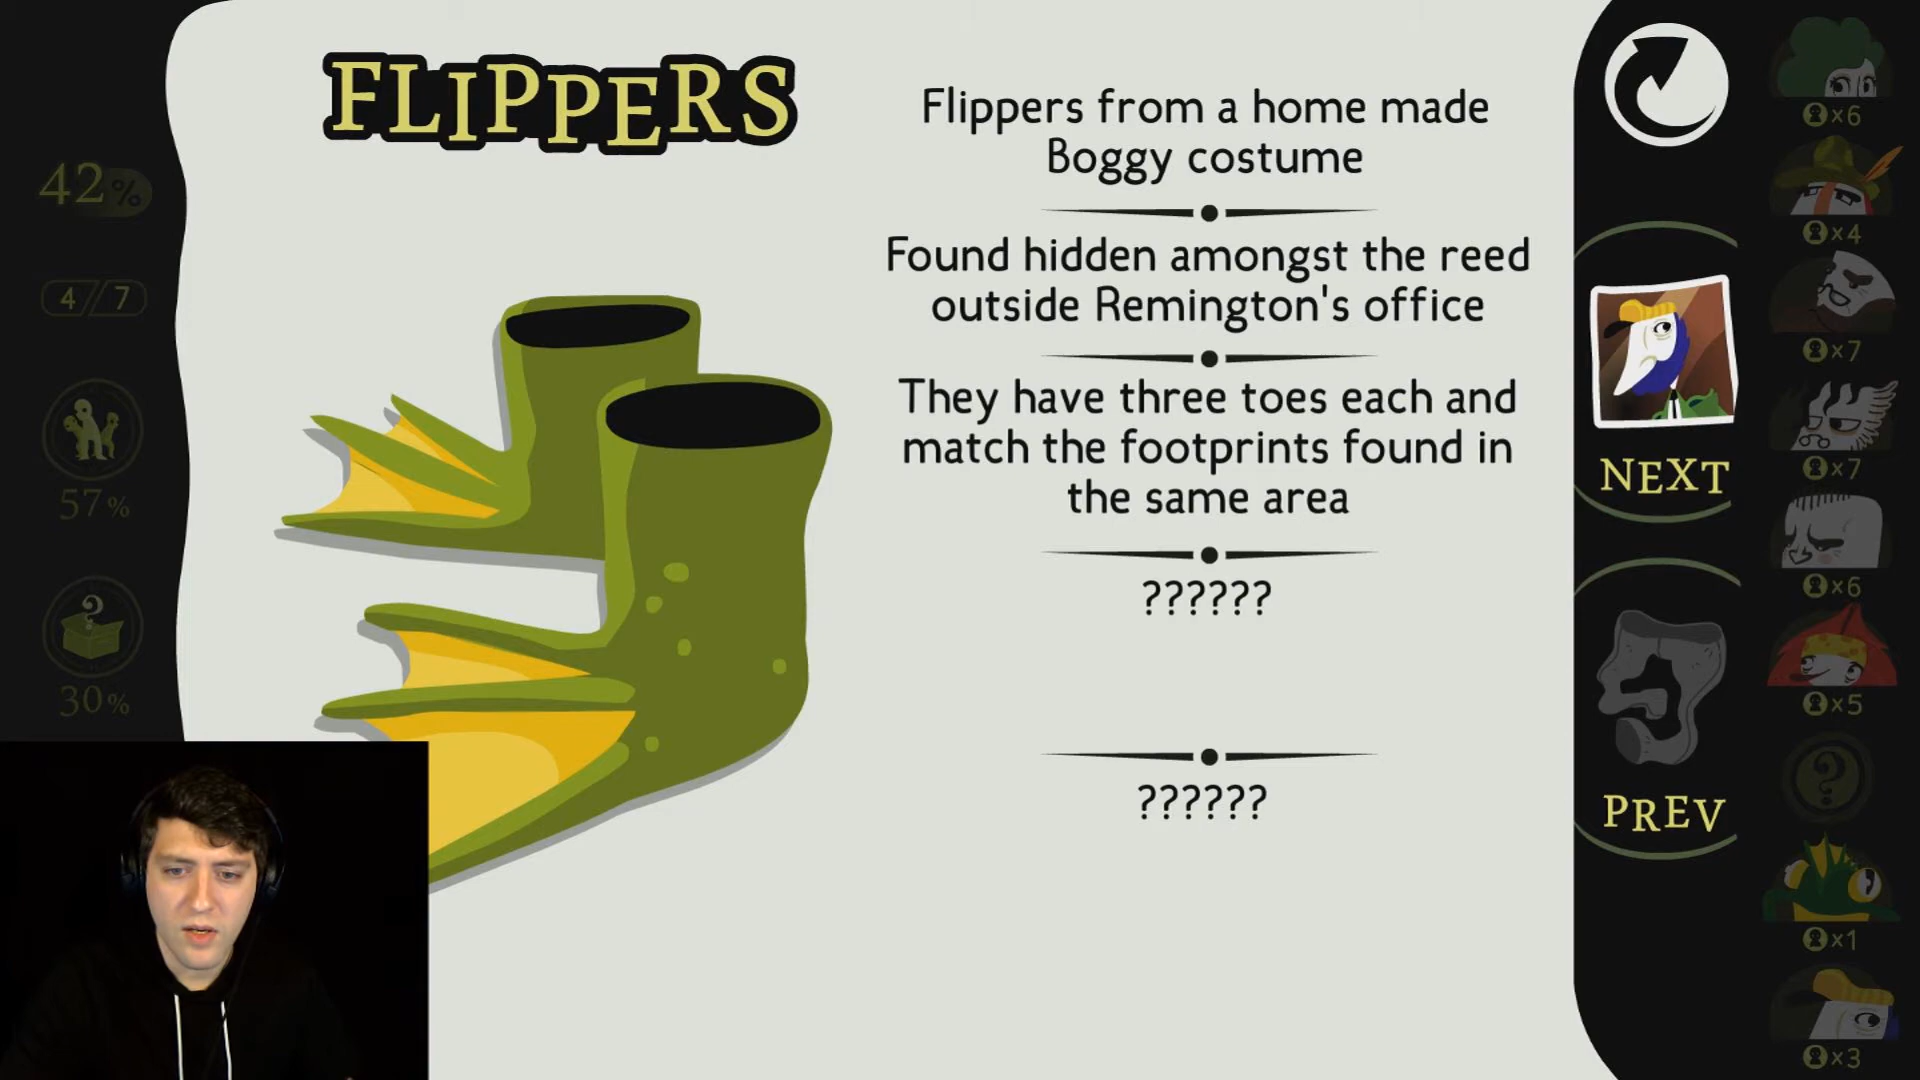 FLIPPERS
Flippers from a home made
Boggy costume
Found hidden amongst the reed
outside Remington's office
They have three toes each and
match the footprints found in
the same area
??????
??????
42%
4/7
57%
?
30%
NEXT
PREV
x6
x4
x7
x7
x6
x5
?
x1
x3